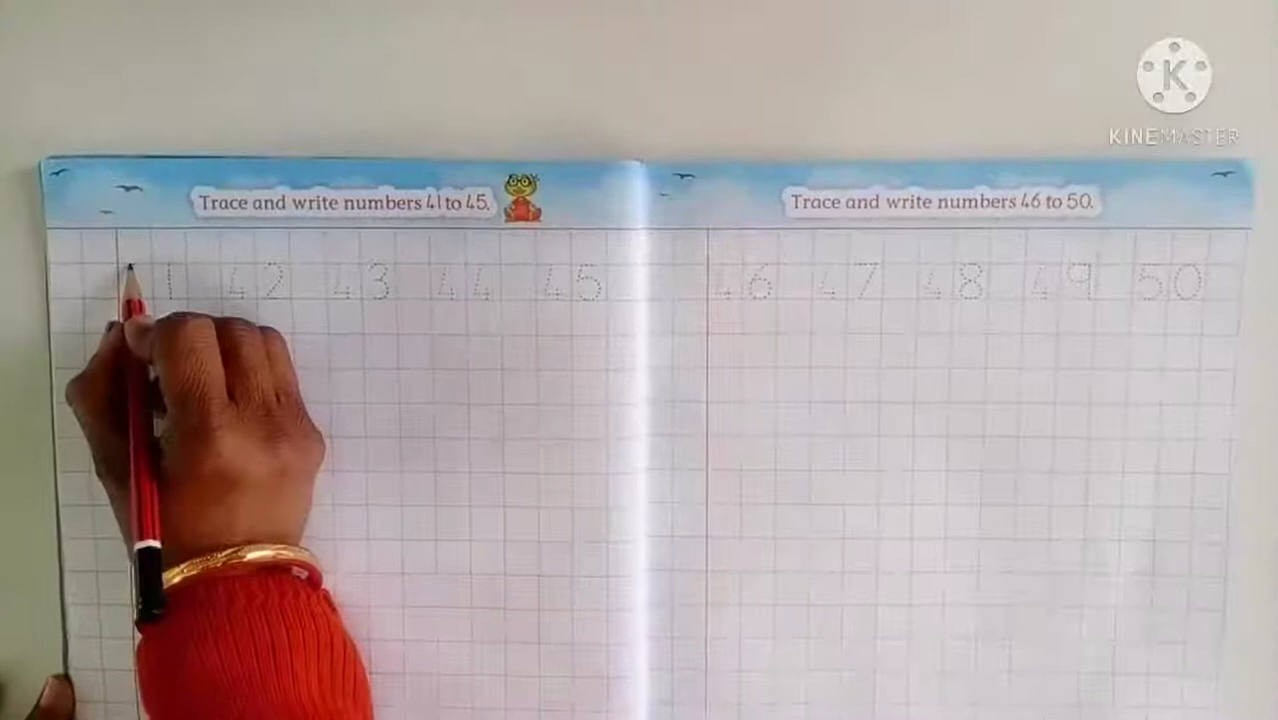 K
KINEMASTER
Trace and write numbers 41 to 45.
1 42 43 44 45
Trace and write numbers 46 to 50.
46 47 48 49 50